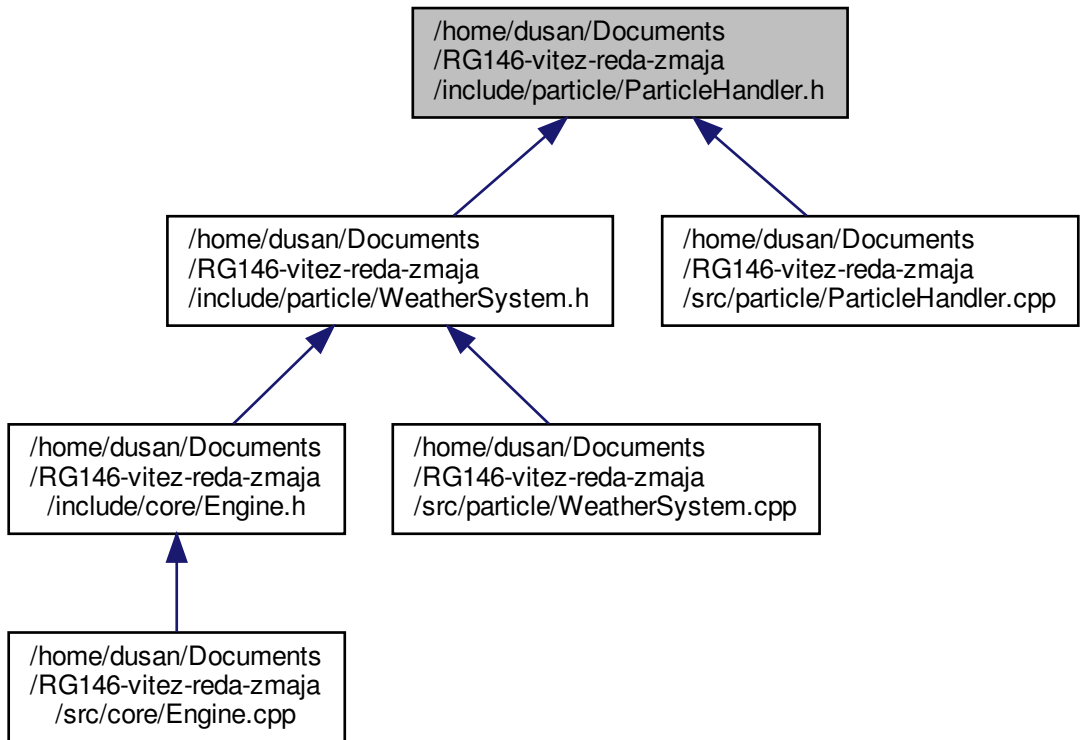 /home/dusan/Documents
/RG146-vitez-reda-zmaja
/include/particle/ParticleHandler.h
/home/dusan/Documents
/RG146-vitez-reda-zmaja
/include/particle/WeatherSystem.h
/home/dusan/Documents
/RG146-vitez-reda-zmaja
/src/particle/ParticleHandler.cpp
/home/dusan/Documents
/RG146-vitez-reda-zmaja
/include/core/Engine.h
/home/dusan/Documents
/RG146-vitez-reda-zmaja
/src/particle/WeatherSystem.cpp
/home/dusan/Documents
/RG146-vitez-reda-zmaja
/src/core/Engine.cpp